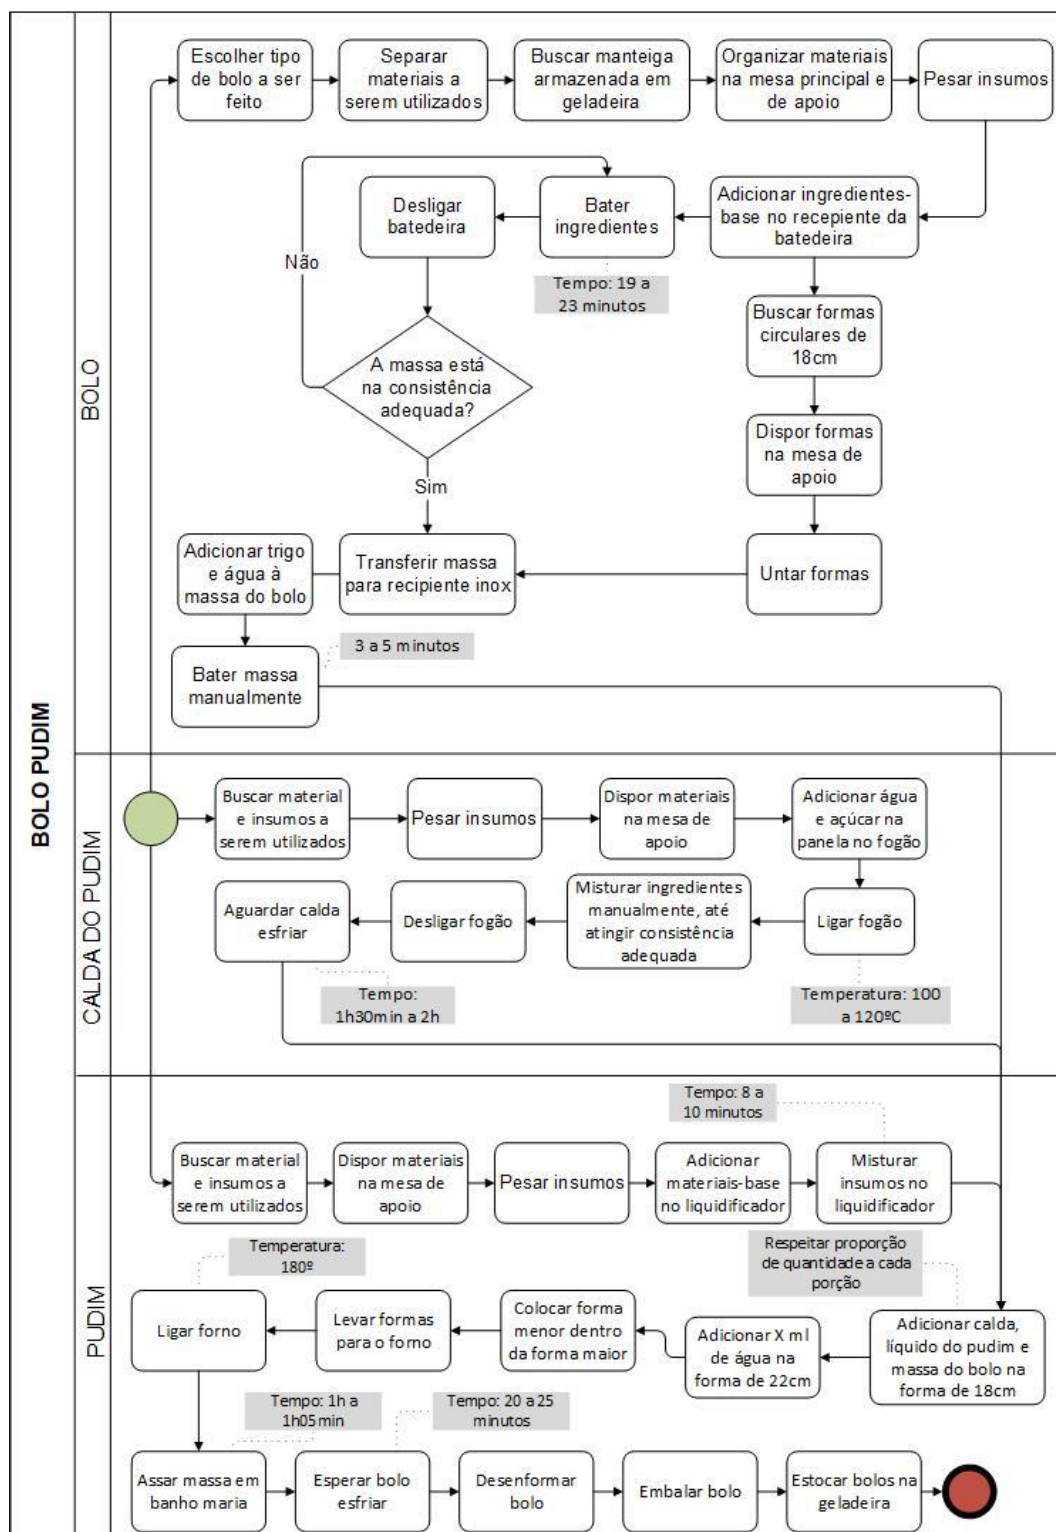 BOLO PUDIM
BOLO
Escolher tipo
de bolo a ser
feito
Separar
materiais a
serem utilizados
Buscar manteiga
armazenada em
geladeira
Organizar materiais
na mesa principal e
de apoio
Pesar insumos
Adicionar ingredientes-
base no recepiente da
batedeira
Bater
ingredientes
Desligar
batedeira
Não
Tempo: 19 a
23 minutos
Buscar formas
circulares de
18cm
A massa está
na consistência
adequada?
Dispor formas
na mesa de
apoio
Sim
Adicionar trigo
e água à
massa do bolo
Transferir massa
para recipiente inox
Untar formas
3 a 5 minutos
Bater massa
manualmente
CALDA DO PUDIM
Buscar material
e insumos a
serem utilizados
Pesar insumos
Dispor materiais
na mesa de
apoio
Adicionar água
e açúcar na
panela no fogão
Aguardar calda
esfriar
Desligar fogão
Misturar ingredientes
manualmente, até
atingir consistência
adequada
Ligar fogão
Tempo:
1h30min a 2h
Temperatura: 100
a 120ºC
PUDIM
Tempo: 8 a
10 minutos
Buscar material
e insumos a
serem utilizados
Dispor materiais
na mesa de
apoio
Pesar insumos
Adicionar
materiais-base
no liquidificador
Misturar
insumos no
liquidificador
Temperatura:
180º
Respeitar proporção
de quantidade a cada
porção
Ligar forno
Levar formas
para o forno
Colocar forma
menor dentro
da forma maior
Adicionar X ml
de água na
forma de 22cm
Adicionar calda,
líquido do pudim e
massa do bolo na
forma de 18cm
Tempo: 1h a
1h05min
Tempo: 20 a 25
minutos
Assar massa em
banho maria
Esperar bolo
esfriar
Desenformar
bolo
Embalar bolo
Estocar bolos na
geladeira